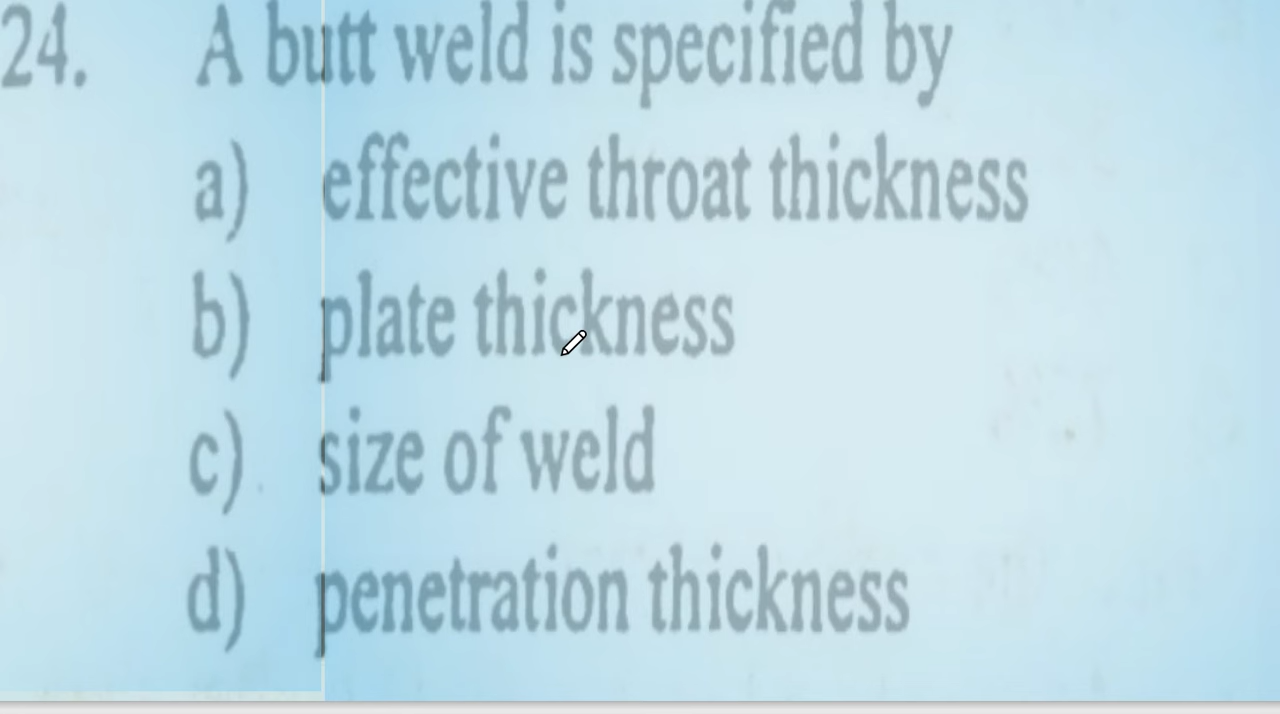 24. A butt weld is specified by
a) effective throat thickness
b) plate thickness
c) size of weld
d) penetration thickness